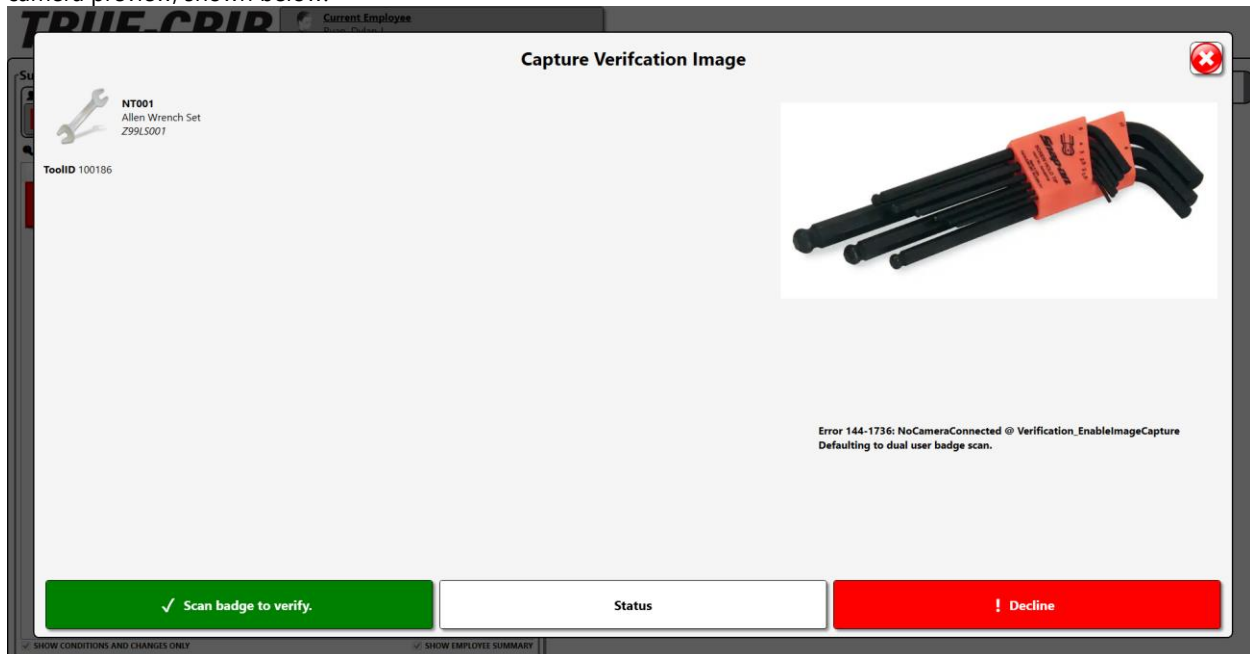 camera preview, shown below.
TRUE-CRIB
Current Employee
Capture Verifcation Image
NT001
Allen Wrench Set
Z99LS001
ToolID 100186
Snap-on
Error 144-1736: NoCameraConnected @ Verification_EnableImageCapture
Defaulting to dual user badge scan.
✓ Scan badge to verify.
Status
! Decline
SHOW CONDITIONS AND CHANGES ONLY
SHOW EMPLOYEE SUMMARY